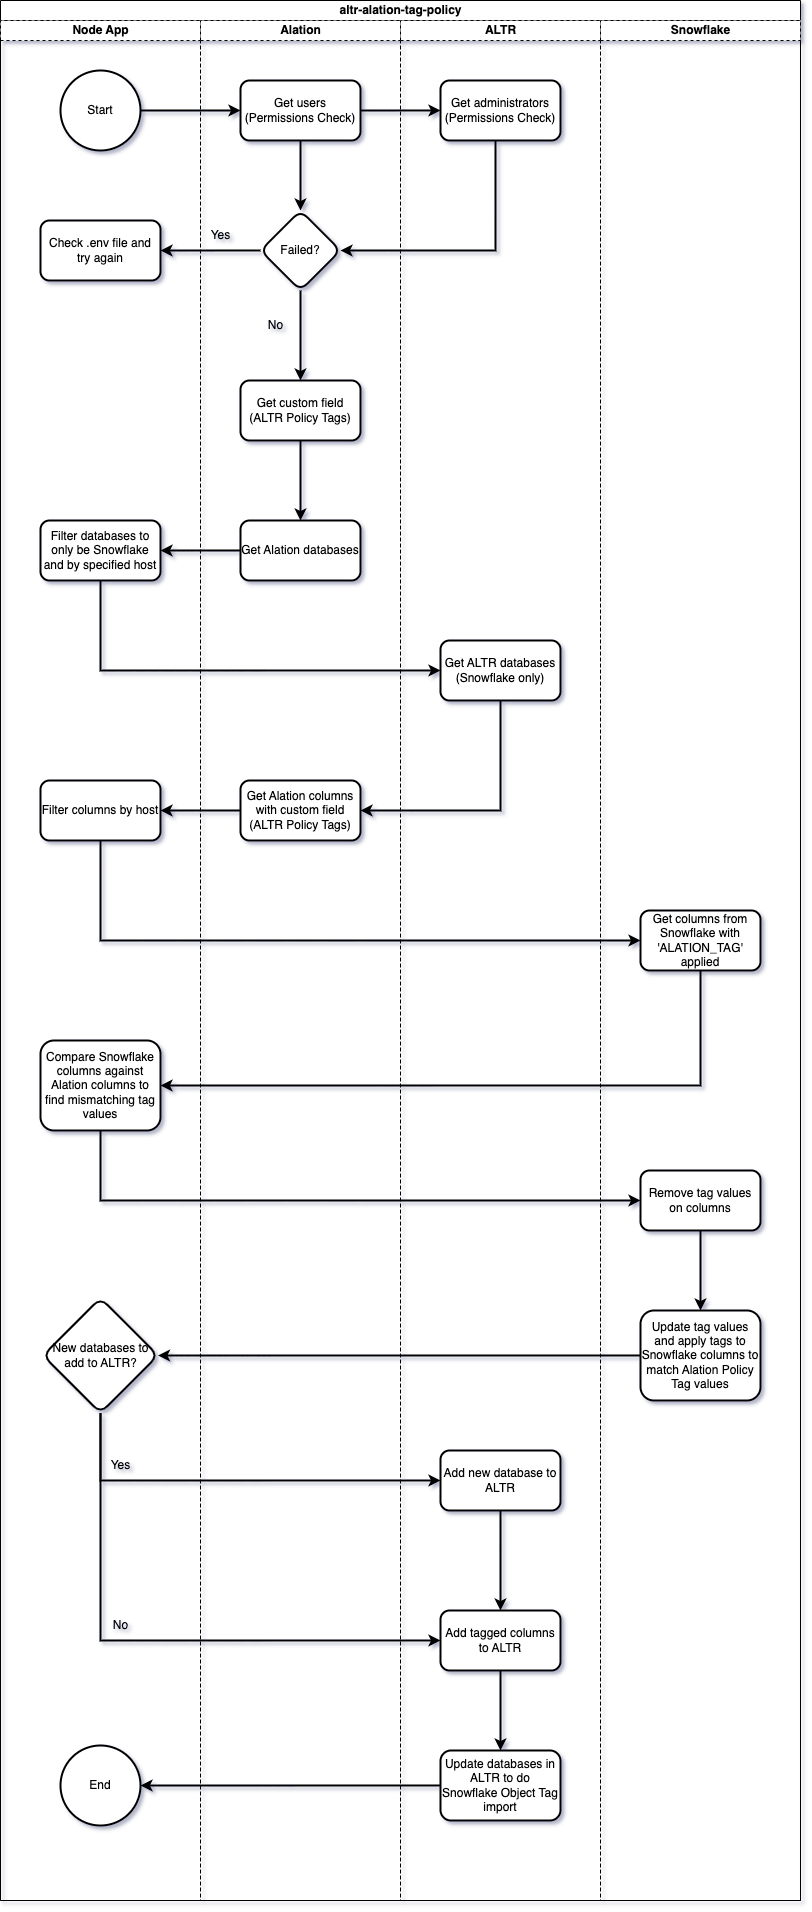 altr-alation-tag-policy
Node App
Alation
ALTR
Snowflake
Start
Get users
(Permissions Check)
Get administrators
(Permissions Check)
Check .env file and
try again
Yes
Failed?
No
Get custom field
(ALTR Policy Tags)
Filter databases to
only be Snowflake
and by specified host
Get Alation databases
Get ALTR databases
(Snowflake only)
Filter columns by host
Get Alation columns
with custom field
(ALTR Policy Tags)
Get columns from
Snowflake with
'ALATION_TAG'
applied
Compare Snowflake
columns against
Alation columns to
find mismatching tag
values
Remove tag values
on columns
New databases to
add to ALTR?
Update tag values
and apply tags to
Snowflake columns to
match Alation Policy
Tag values
Yes
Add new database to
ALTR
No
Add tagged columns
to ALTR
End
Update databases in
ALTR to do
Snowflake Object Tag
import